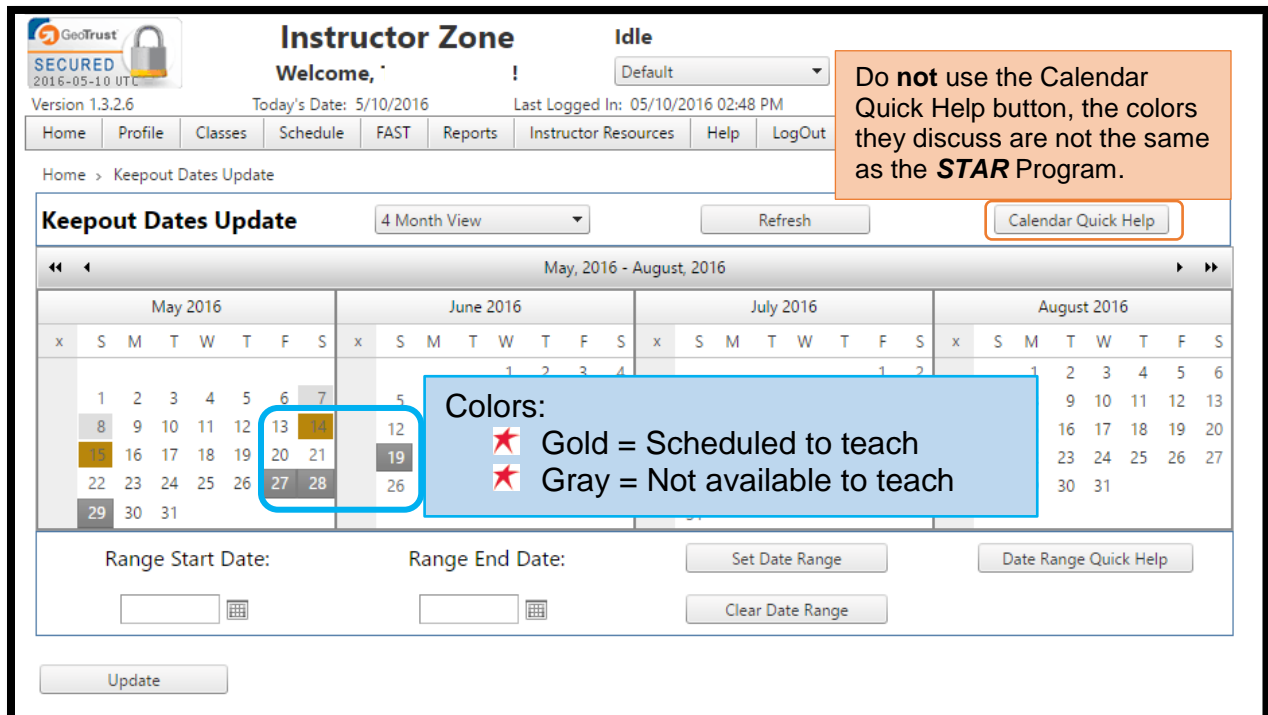 GeoTrust
SECURED
2016-05-10 UTC
Instructor Zone
Idle
Welcome, !
Default
Version 1.3.2.6 Today's Date: 5/10/2016 Last Logged In: 05/10/2016 02:48 PM
Home Profile Classes Schedule FAST Reports Instructor Resources Help LogOut
Do not use the Calendar
Quick Help button, the colors
they discuss are not the same
as the STAR Program.
Home > Keepout Dates Update
Keepout Dates Update 4 Month View Refresh Calendar Quick Help
May, 2016 - August, 2016
May 2016 June 2016 July 2016 August 2016
x S M T W T F S x S M T W T F S x S M T W T F S x S M T W T F S
1 2 3 4 1 2 1 2 3 4 5 6
1 2 3 4 5 6 7 5 9 10 11 12 13
8 9 10 11 12 13 14 12 16 17 18 19 20
15 16 17 18 19 20 21 19 23 24 25 26 27
22 23 24 25 26 27 28 26 30 31
29 30 31
Colors:
Gold = Scheduled to teach
Gray = Not available to teach
Range Start Date: Range End Date: Set Date Range Date Range Quick Help
Clear Date Range
Update